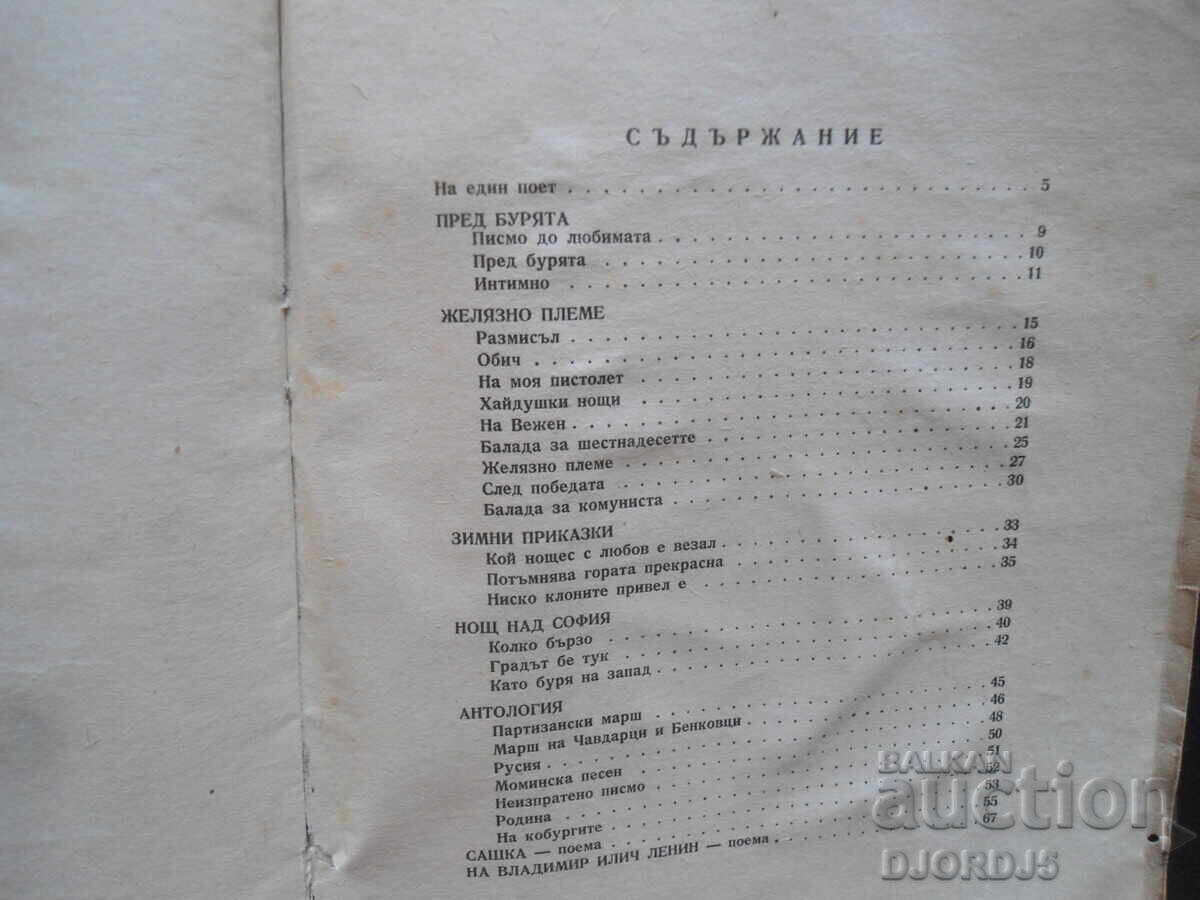 СЪДЪРЖАНИЕ
На един поет . . . . . . . . . . . . . . . . . . . . 5
ПРЕД БУРЯТА
Писмо до любимата . . . . . . . . . . . . . . . . 9
Пред бурята . . . . . . . . . . . . . . . . . . . 10
Интимно . . . . . . . . . . . . . . . . . . . . 11
ЖЕЛЯЗНО ПЛЕМЕ
Размисъл . . . . . . . . . . . . . . . . . . . . 15
Обич . . . . . . . . . . . . . . . . . . . . . . 16
На моя пистолет . . . . . . . . . . . . . . . . . 18
Хайдушки нощи . . . . . . . . . . . . . . . . . . 19
На Вежен . . . . . . . . . . . . . . . . . . . . 20
Балада за шестнадесетте . . . . . . . . . . . . . 21
Желязно племе . . . . . . . . . . . . . . . . . . 25
След победата . . . . . . . . . . . . . . . . . . 27
Балада за комуниста . . . . . . . . . . . . . . . 30
ЗИМНИ ПРИКАЗКИ
Кой нощес с любов е везал . . . . . . . . . . . . 33
Потъмнява гората прекрасна . . . . . . . . . . . 34
Ниско клоните привел е . . . . . . . . . . . . . 35
НОЩ НАД СОФИЯ
Колко бързо . . . . . . . . . . . . . . . . . . . 39
Градът бе тук . . . . . . . . . . . . . . . . . . 40
Като буря на запад . . . . . . . . . . . . . . . 42
АНТОЛОГИЯ
Партизански марш . . . . . . . . . . . . . . . . 45
Марш на Чавдарци и Бенковци . . . . . . . . . . . 46
Русия . . . . . . . . . . . . . . . . . . . . . 48
Моминска песен . . . . . . . . . . . . . . . . . 50
Неизпратено писмо . . . . . . . . . . . . . . . . 51
Родина . . . . . . . . . . . . . . . . . . . . . 52
На кобургите . . . . . . . . . . . . . . . . . . 53
САШКА — поема . . . . . . . . . . . . . . . . . . 55
НА ВЛАДИМИР ИЛИЧ ЛЕНИН — поема . . . . . . . . . 67
BALKAN
auction
DJORDJ5